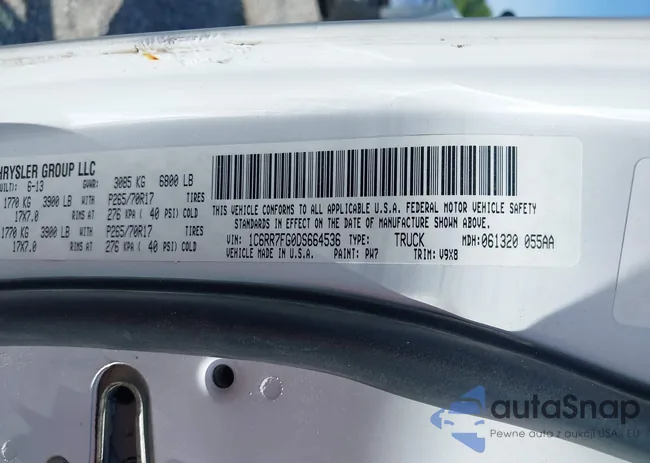 HRYSLER GROUP LLC
UILT: 6-13 GVWR: 3085 KG 6800 LB
1770 KG 3900 LB P265/70R17 TIRES
17X7.0 RIMS AT 276 KPA ( 40 PSI) COLD
1770 KG 3900 LB P265/70R17 TIRES
17X7.0 RIMS AT 276 KPA ( 40 PSI) COLD
THIS VEHICLE CONFORMS TO ALL APPLICABLE U.S.A. FEDERAL MOTOR VEHICLE SAFETY
STANDARDS IN EFFECT ON THE DATE OF MANUFACTURE SHOWN ABOVE.
VIN: 1C6RR7FG0DS664536 TYPE: TRUCK MDH: 061320 055AA
VEHICLE MADE IN U.S.A. PAINT: PW7 TRIM: V9X8
autaSnap
Pewne auta z aukcji USA i EU